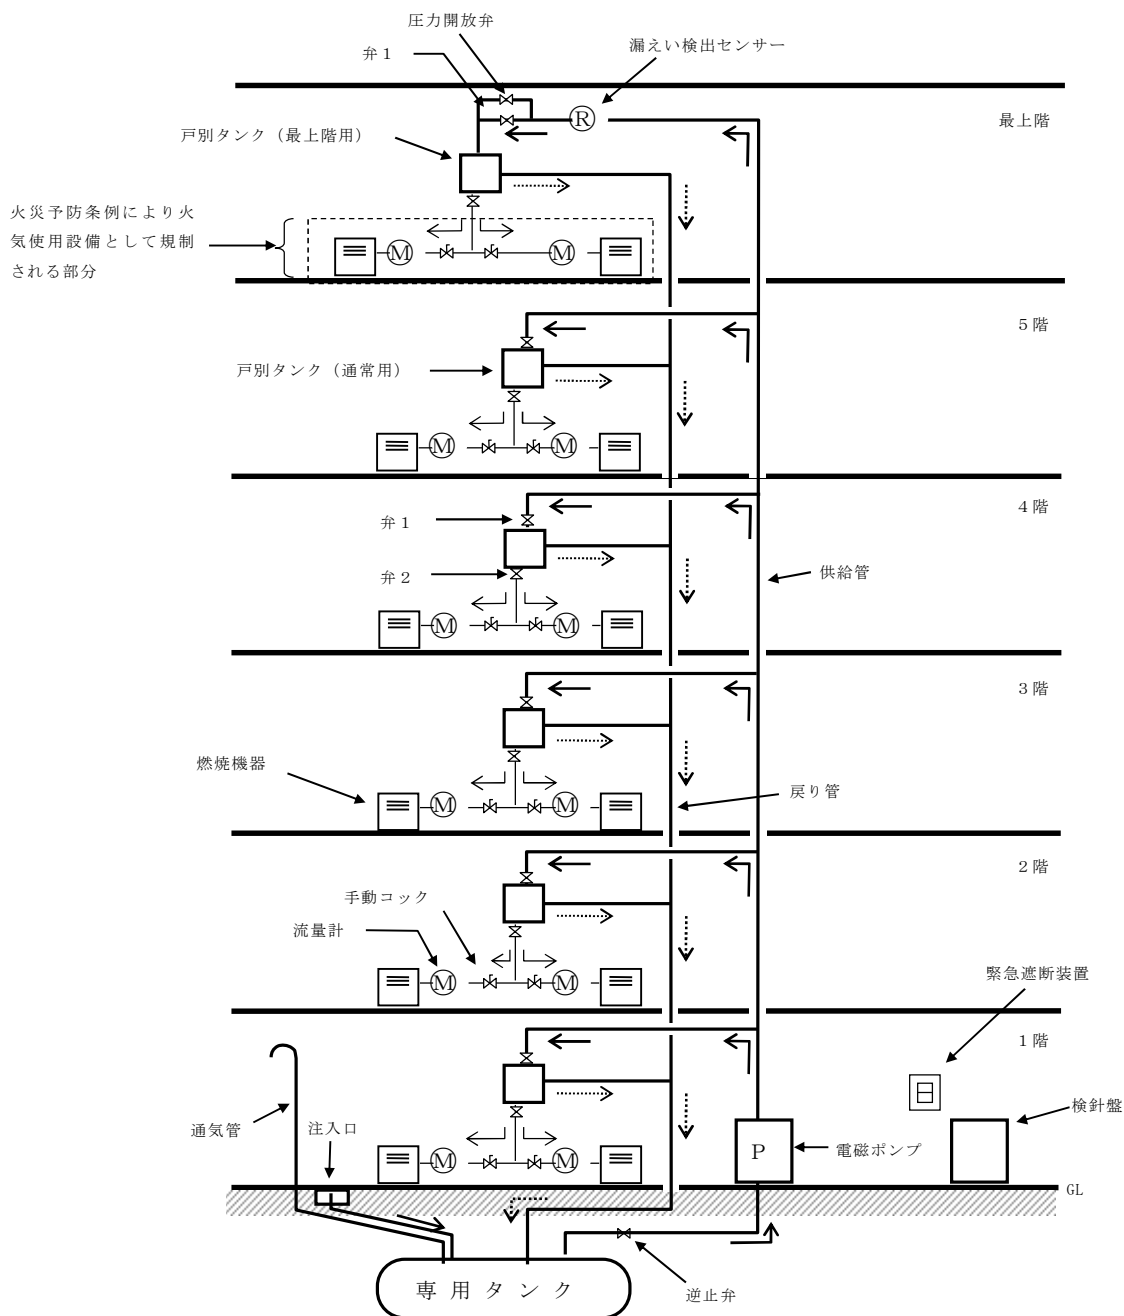 圧力開放弁
弁１
漏えい検出センサー
R
最上階
戸別タンク（最上階用）
火災予防条例により火
気使用設備として規制
される部分
M
M
５階
戸別タンク（通常用）
M
M
４階
弁１
弁２
供給管
M
M
３階
燃焼機器
戻り管
M
M
２階
手動コック
流量計
M
M
緊急遮断装置
１階
検針盤
通気管
注入口
P
電磁ポンプ
M
M
GL
専用タンク
逆止弁